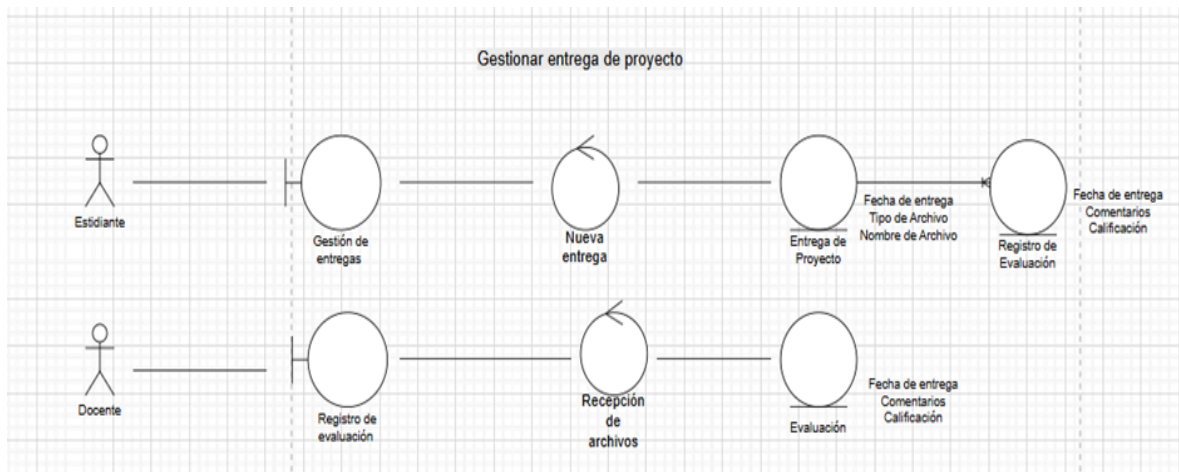 Gestionar entrega de proyecto
Estidiante
Gestión de
entregas
Nueva
entrega
Entrega de
Proyecto
Fecha de entrega
Tipo de Archivo
Nombre de Archivo
Registro de
Evaluación
Fecha de entrega
Comentarios
Calificación
Docente
Registro de
evaluación
Recepción
de
archivos
Evaluación
Fecha de entrega
Comentarios
Calificación